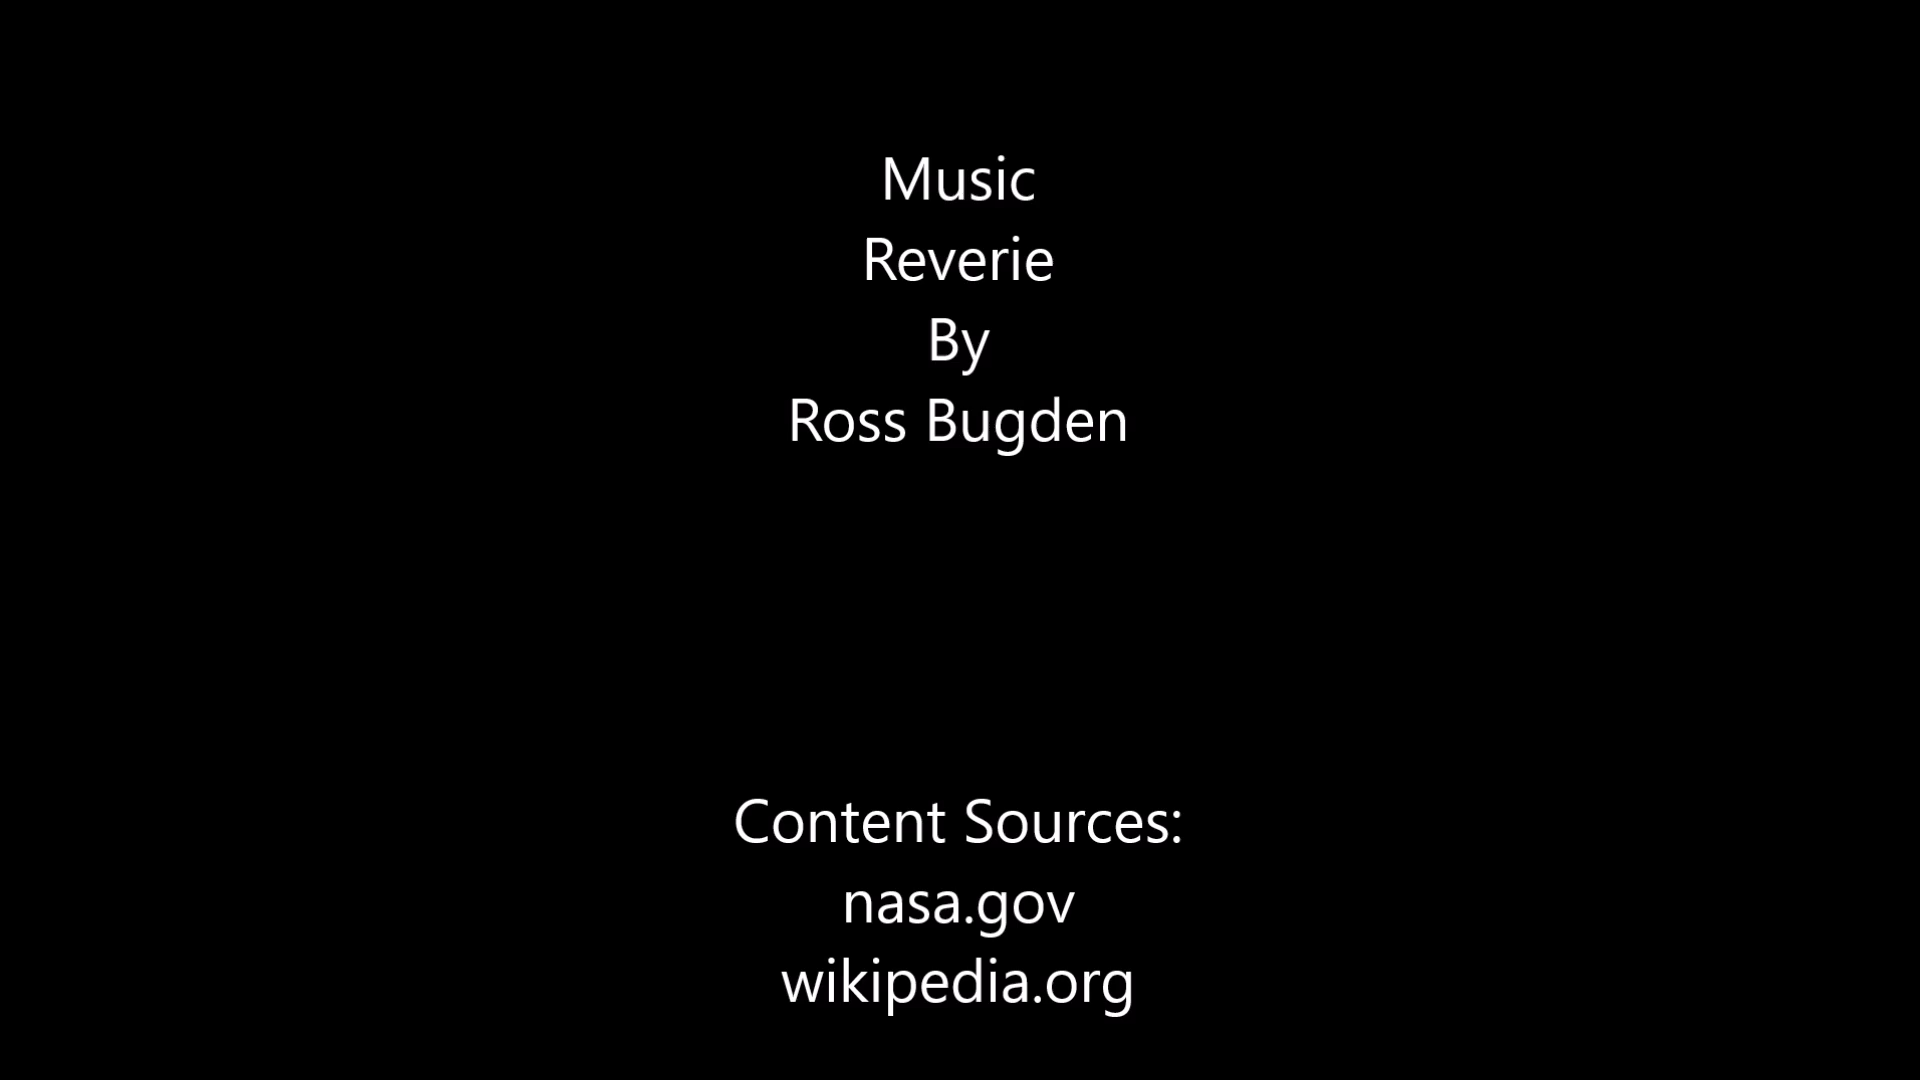 Music
Reverie
By
Ross Bugden
Content Sources:
nasa.gov
wikipedia.org